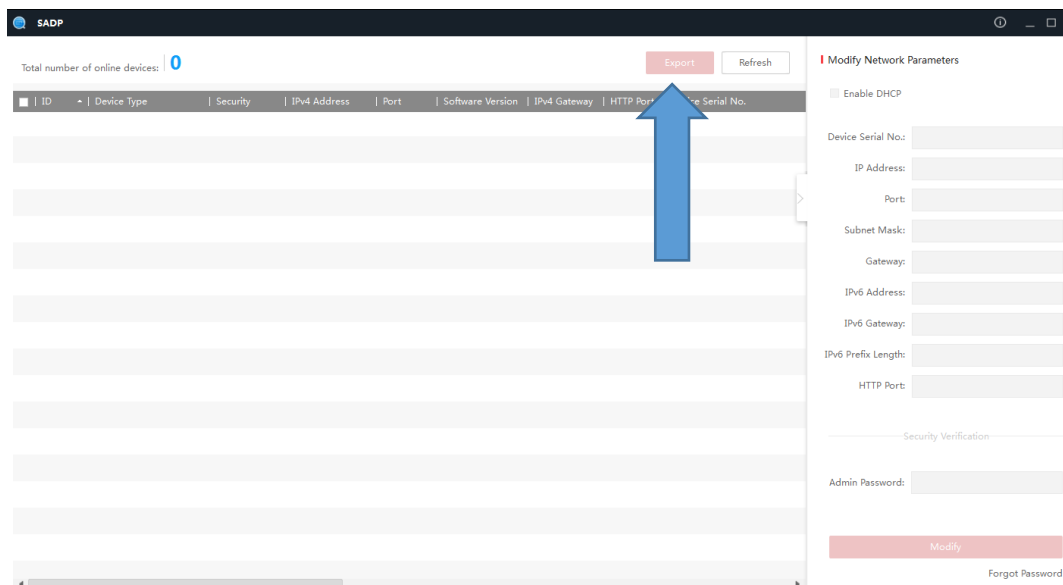 SADP
Total number of online devices: 0
Export
Refresh
ID
Device Type
Security
IPv4 Address
Port
Software Version
IPv4 Gateway
HTTP Port
Serial No.
Modify Network Parameters
Enable DHCP
Device Serial No.:
IP Address:
Port:
Subnet Mask:
Gateway:
IPv6 Address:
IPv6 Gateway:
IPv6 Prefix Length:
HTTP Port:
Security Verification
Admin Password:
Modify
Forgot Password